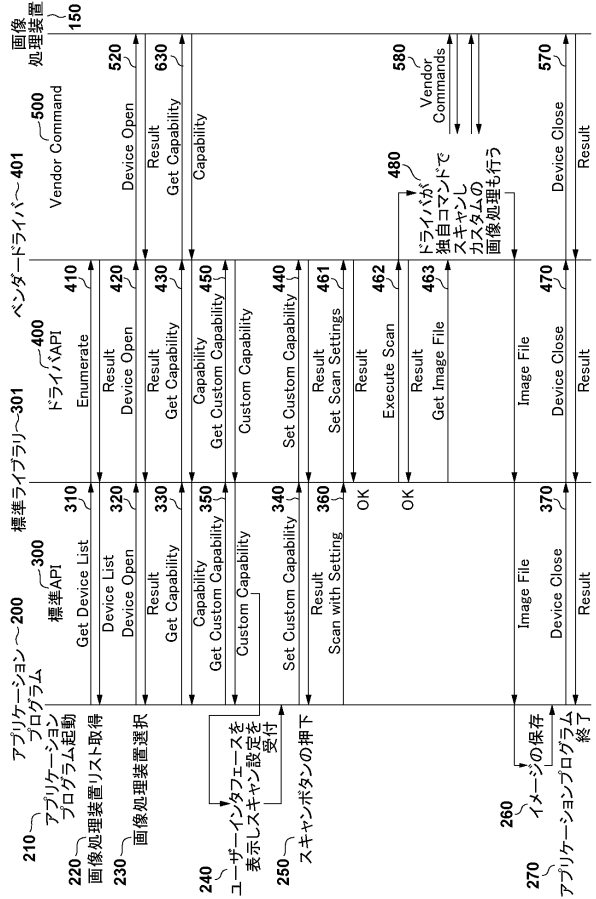 アプリケーション
プログラム
200
標準ライブラリ
301
ベンダードライバ
401
画像
処理装置
150
300
標準API
400
ドライバAPI
500
Vendor Command
210
アプリケーション
プログラム起動
310
Get Device List
410
Enumerate
220
画像処理装置リスト取得
Device List
Result
230
画像処理装置選択
320
Device Open
420
Device Open
520
Device Open
Result
Result
Result
330
Get Capability
430
Get Capability
630
Get Capability
Capability
Capability
Capability
350
Get Custom Capability
450
Get Custom Capability
Custom Capability
Custom Capability
240
ユーザーインタフェースを
表示しスキャン設定を
受付
340
Set Custom Capability
440
Set Custom Capability
250
スキャンボタンの押下
Result
Result
360
Scan with Setting
461
Set Scan Settings
OK
Result
462
Execute Scan
480
ドライバが
独自コマンドで
スキャンし
カスタムの
画像処理も行う
580
Vendor
Commands
OK
Result
463
Get Image File
260
イメージの保存
Image File
Image File
270
アプリケーションプログラム
終了
370
Device Close
470
Device Close
570
Device Close
Result
Result
Result